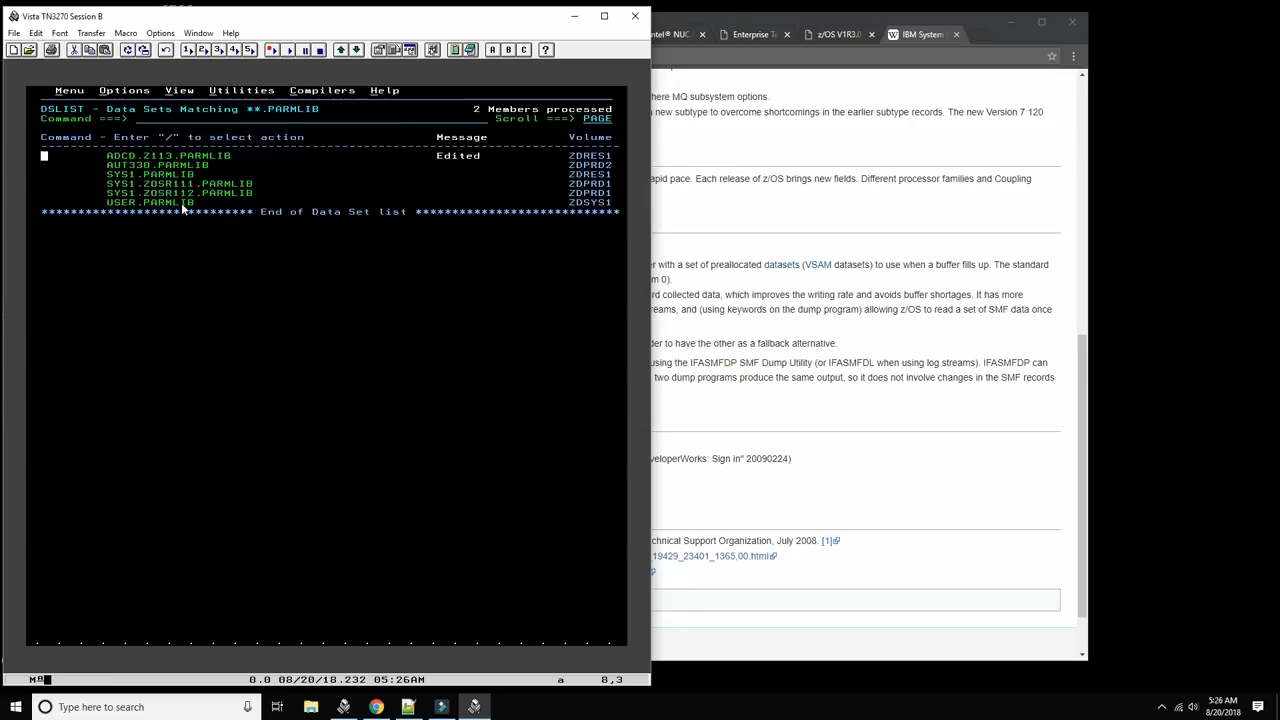 Vista TN3270 Session B
File Edit Font Transfer Macro Options Window Help
Menu Options View Utilities Compilers Help
DSLIST - Data Sets Matching **.PARMLIB 2 Members processed
Command ===> Scroll ===> PAGE
Command - Enter "/" to select action Message Volume
ADCD.Z113.PARMLIB Edited ZDRES1
AUT330.PARMLIB ZDPRD2
SYS1.PARMLIB ZDRES1
SYS1.ZOSR111.PARMLIB ZDPRD1
SYS1.ZOSR112.PARMLIB ZDPRD1
USER.PARMLIB ZDSYS1
***************************** End of Data Set list *****************************
0.0 08/20/18.232 05:26AM a 8,3
ntel® NUC
Enterprise Te
z/OS V1R3.0
IBM System
here MQ subsystem options.
new subtype to overcome shortcomings in the earlier subtype records. The new Version 7 120
apid pace. Each release of z/OS brings new fields. Different processor families and Coupling
er with a set of preallocated datasets (VSAM datasets) to use when a buffer fills up. The standard
m 0).
rd collected data, which improves the writing rate and avoids buffer shortages. It has more
reams, and (using keywords on the dump program) allowing z/OS to read a set of SMF data once
der to have the other as a fallback alternative.
using the IFASMFDP SMF Dump Utility (or IFASMFDL when using log streams). IFASMFDP can
two dump programs produce the same output, so it does not involve changes in the SMF records
veloperWorks: Sign in" 20090224)
chnical Support Organization, July 2008. [1]
19429_23401_1365,00.html
Type here to search
5:26 AM
8/20/2018